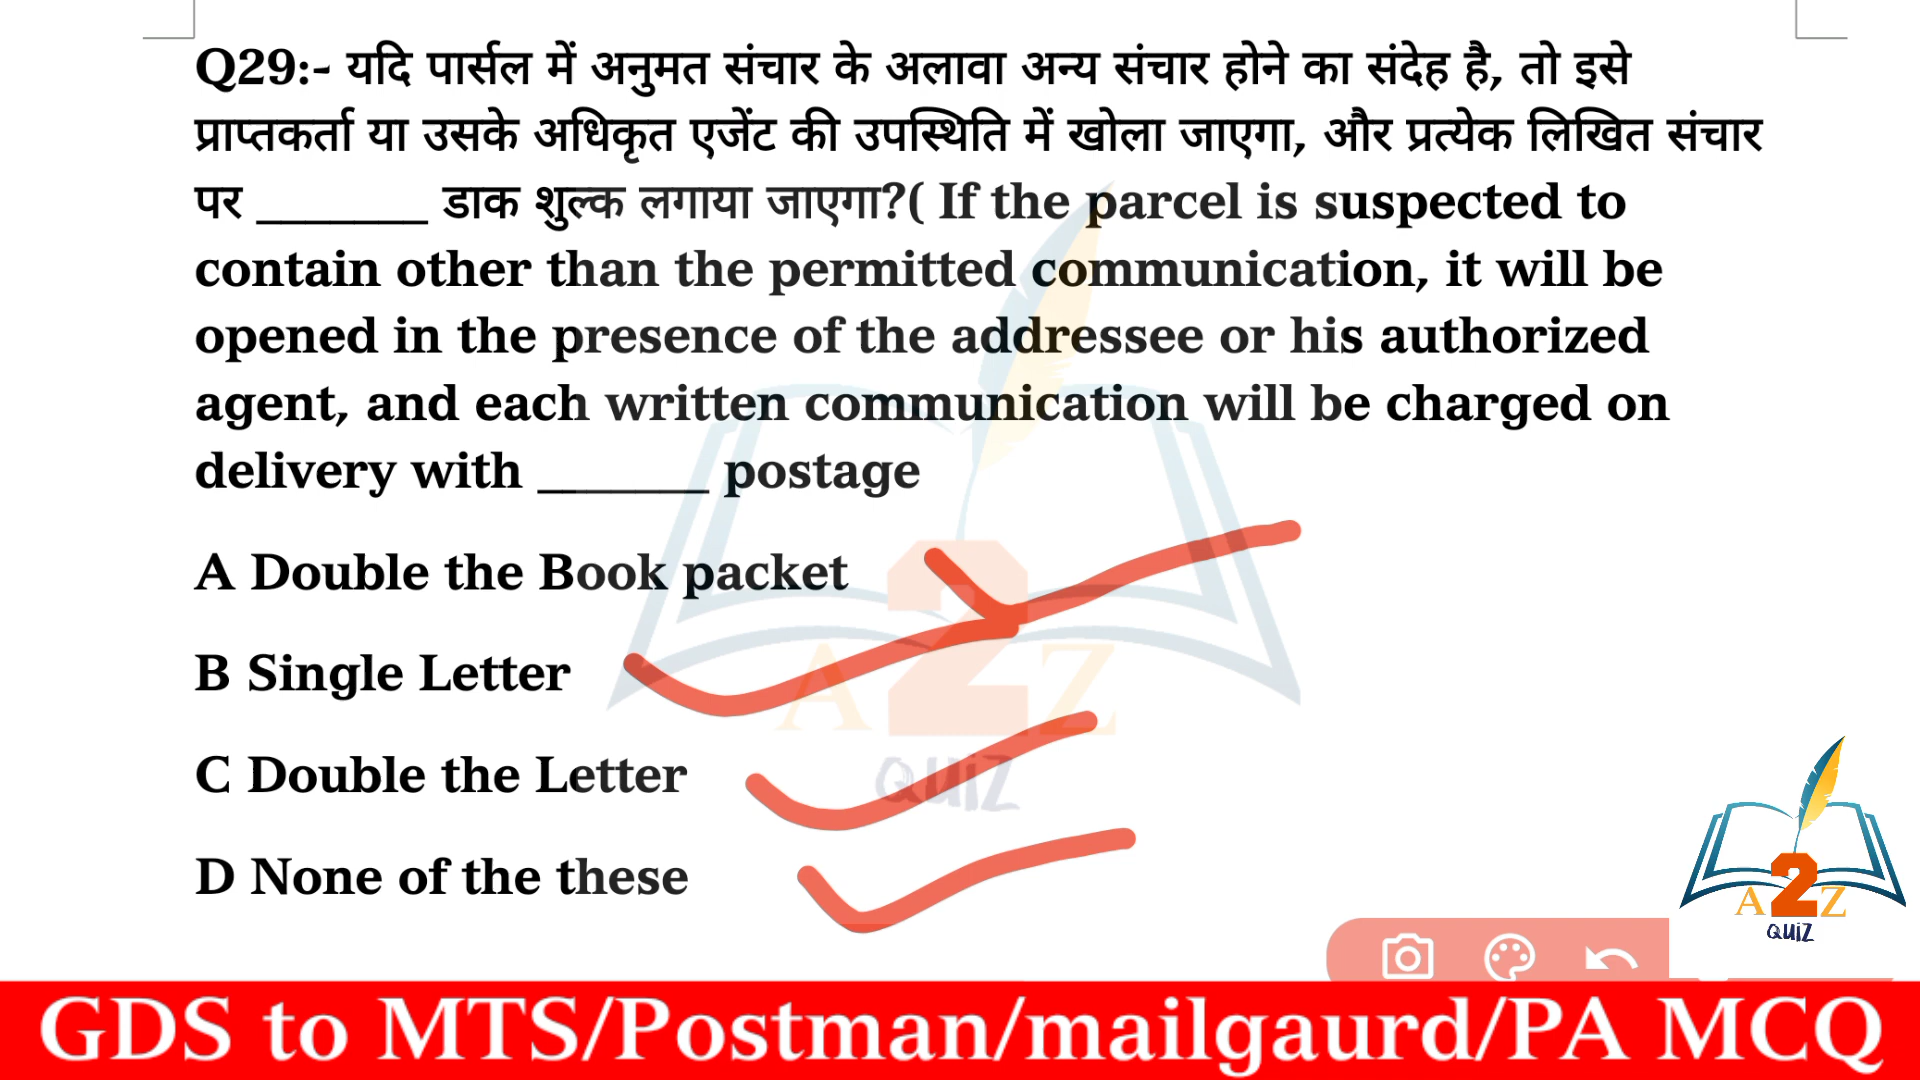 Q29:- यदि पार्सल में अनुमत संचार के अलावा अन्य संचार होने का संदेह है, तो इसे
प्राप्तकर्ता या उसके अधिकृत एजेंट की उपस्थिति में खोला जाएगा, और प्रत्येक लिखित संचार
पर _______ डाक शुल्क लगाया जाएगा?( If the parcel is suspected to
contain other than the permitted communication, it will be
opened in the presence of the addressee or his authorized
agent, and each written communication will be charged on
delivery with _______ postage
A Double the Book packet
B Single Letter
C Double the Letter
D None of the these
A 2 Z
QUiZ
A 2 Z
QUiZ
GDS to MTS/Postman/mailgaurd/PA MCQ